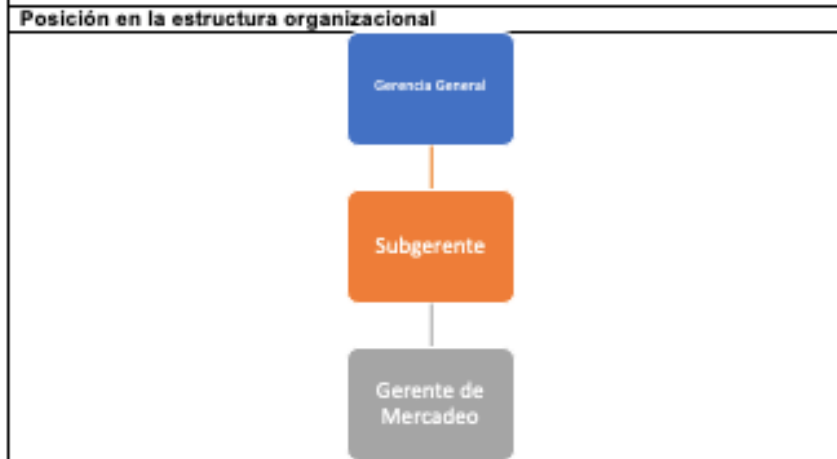 Posición en la estructura organizacional
Gerencia General
Subgerente
Gerente de
Mercadeo